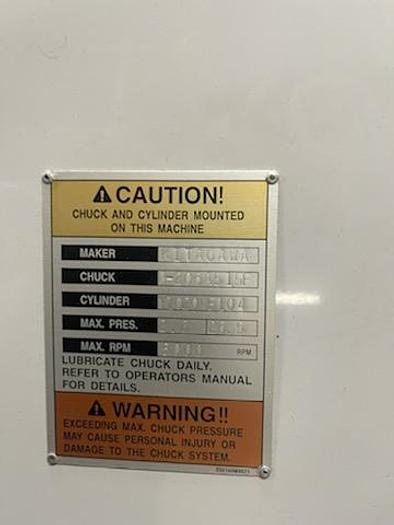 CAUTION!
CHUCK AND CYLINDER MOUNTED
ON THIS MACHINE
MAKER KITAGAWA
CHUCK
CYLINDER
MAX. PRES.
MAX. RPM RPM
LUBRICATE CHUCK DAILY.
REFER TO OPERATORS MANUAL
FOR DETAILS.
WARNING!!
EXCEEDING MAX. CHUCK PRESSURE
MAY CAUSE PERSONAL INJURY OR
DAMAGE TO THE CHUCK SYSTEM.